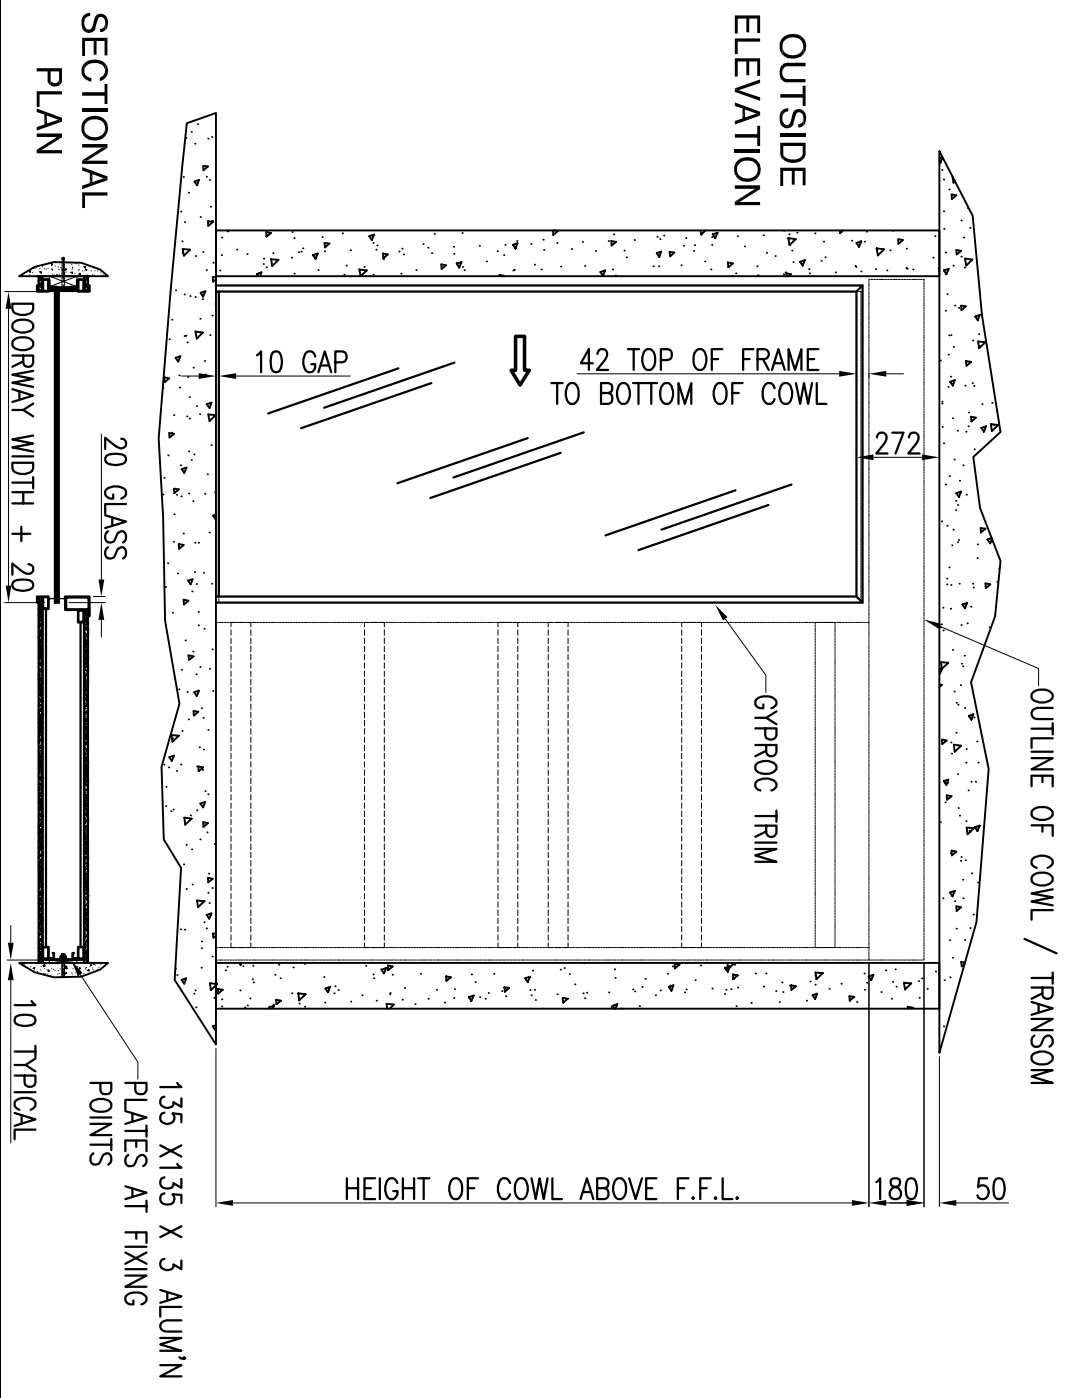 OUTSIDE
ELEVATION
OUTLINE OF COWL / TRANSOM
10 GAP
42 TOP OF FRAME
TO BOTTOM OF COWL
272
GYPROC TRIM
HEIGHT OF COWL ABOVE F.F.L.
180
50
SECTIONAL
PLAN
DOORWAY WIDTH + 20
20 GLASS
10 TYPICAL
135 X135 X 3 ALUM'N
PLATES AT FIXING
POINTS